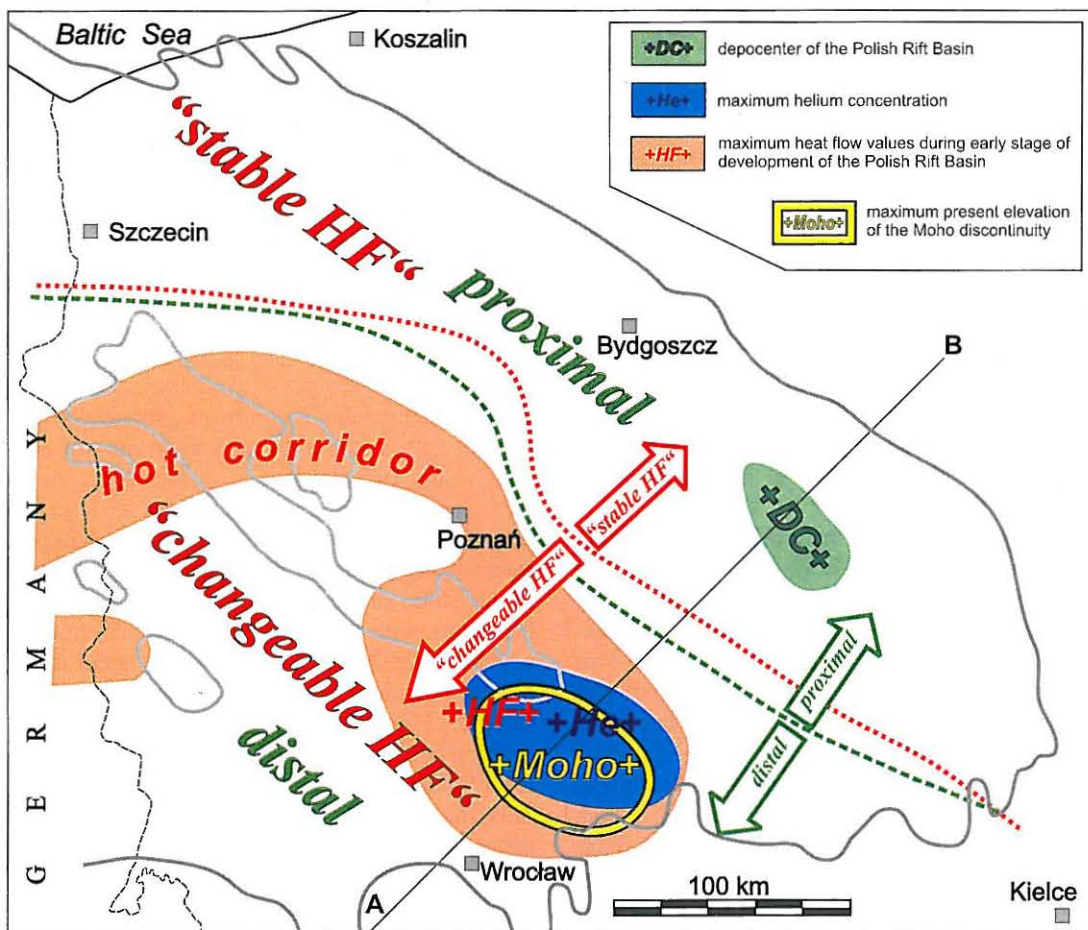 Baltic Sea
Koszalin
+DC+ depocenter of the Polish Rift Basin
+He+ maximum helium concentration
+HF+ maximum heat flow values during early stage of
development of the Polish Rift Basin
+Moho+ maximum present elevation
of the Moho discontinuity
Szczecin
“stable HF“
proximal
Bydgoszcz
B
hot corridor
Poznań
“stable HF“
“changeable HF“
+DC+
“changeable HF“
distal
proximal
distal
+HF+
+He+
+Moho+
GERMANY
Wrocław
A
100 km
Kielce